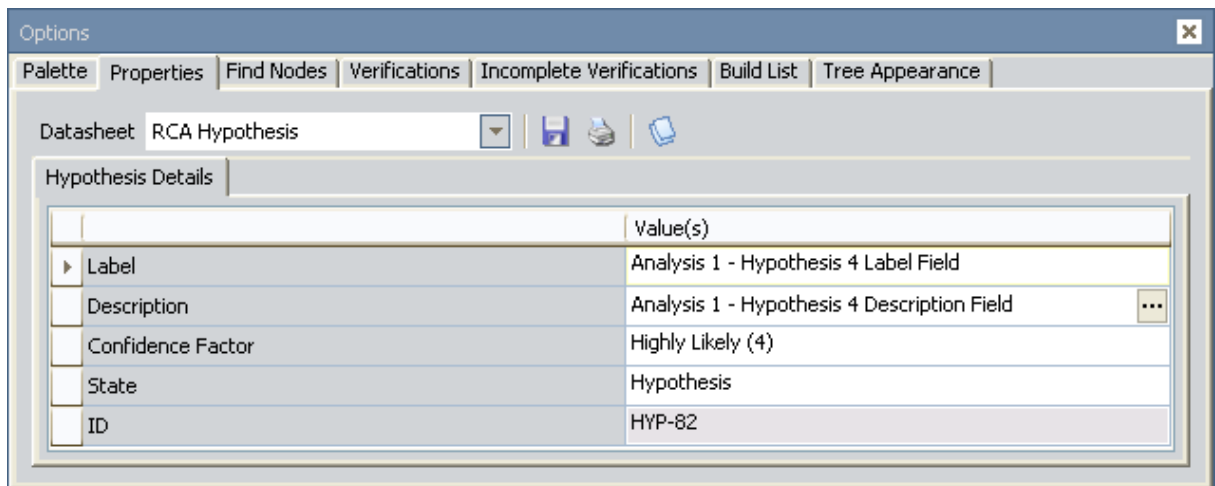 Options
Palette Properties Find Nodes Verifications Incomplete Verifications Build List Tree Appearance
Datasheet RCA Hypothesis
Hypothesis Details
Value(s)
Label Analysis 1 - Hypothesis 4 Label Field
Description Analysis 1 - Hypothesis 4 Description Field ...
Confidence Factor Highly Likely (4)
State Hypothesis
ID HYP-82